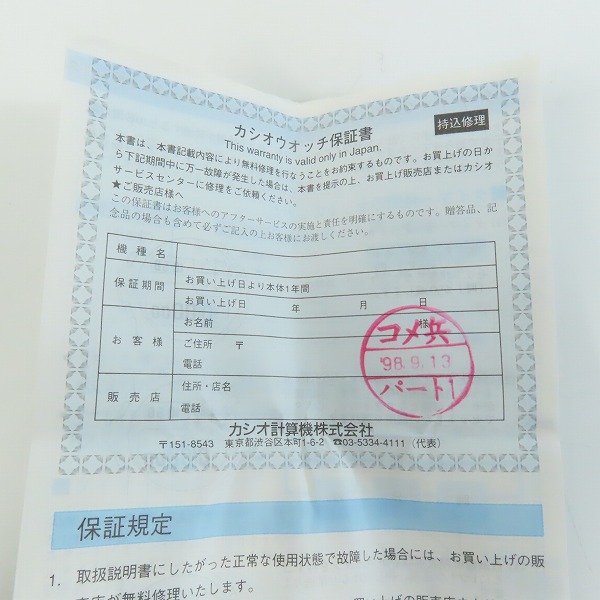 カシオウオッチ保証書
持込修理
This warranty is valid only in Japan.
本書は、本書記載内容により無料修理を行なうことをお約束するものです。お買上げの日か
ら下記期間中に万一故障が発生した場合は、本書を提示の上、お買上げ販売店またはカシオ
サービスセンターに修理をご依頼ください。
★ご販売店様へ
この保証書はお客様へのアフターサービスの実施と責任を明確にするものです。贈答品、記
念品の場合も含めて必ずご記入の上お客様にお渡しください。
機種名
保証期間
お買い上げ日より本体1年間
お買い上げ日 年 月 日
お客様
お名前 様
ご住所 〒
電話
販売店
住所・店名
電話
コメ兵
'98.9.13
パート1
カシオ計算機株式会社
〒151-8543 東京都渋谷区本町1-6-2 ☎03-5334-4111（代表）
保証規定
1. 取扱説明書にしたがった正常な使用状態で故障した場合には、お買い上げの販
売店が無料修理いたします。